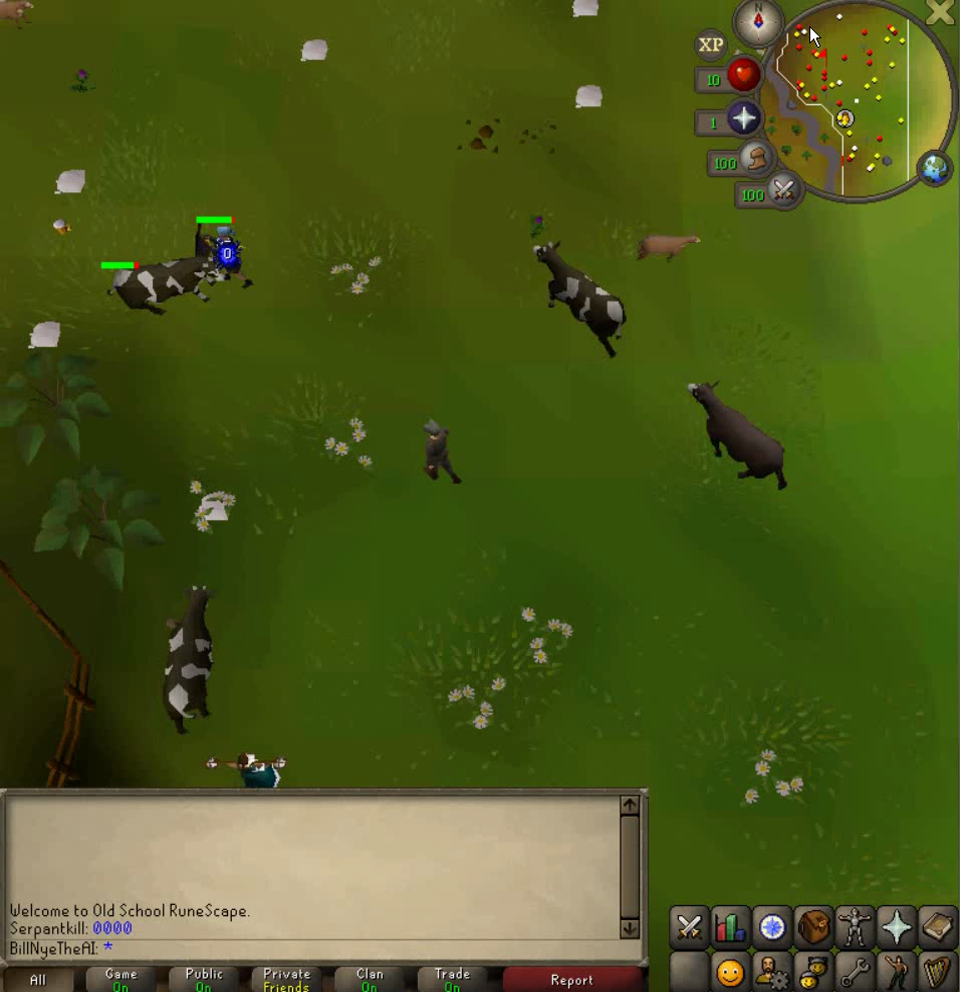 N
XP
10
1
100
100
0
Welcome to Old School RuneScape.
Serpantkill: 0000
BillNyeTheAI: *
All
Game
On
Public
On
Private
Friends
Clan
On
Trade
On
Report